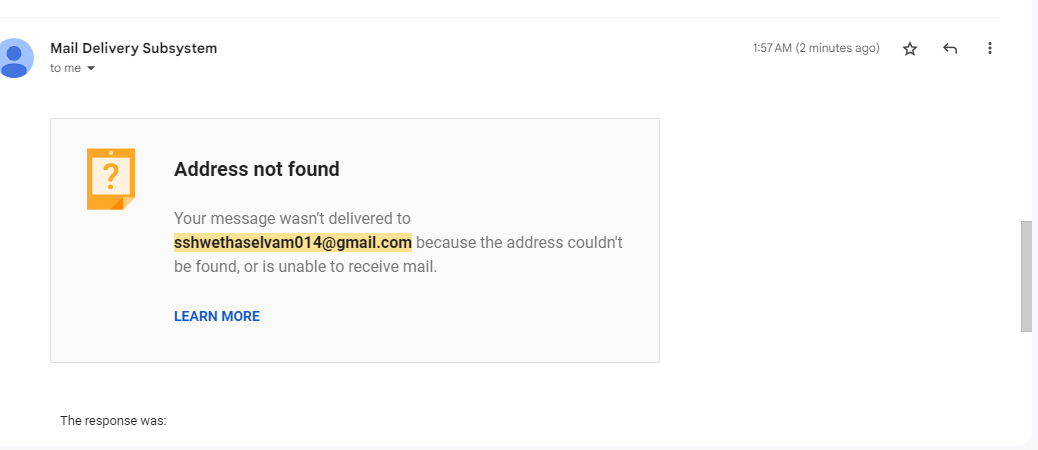 Mail Delivery Subsystem
1:57 AM (2 minutes ago)
to me
?
Address not found
Your message wasn't delivered to
sshwethaselvam014@gmail.com because the address couldn't
be found, or is unable to receive mail.
LEARN MORE
The response was: